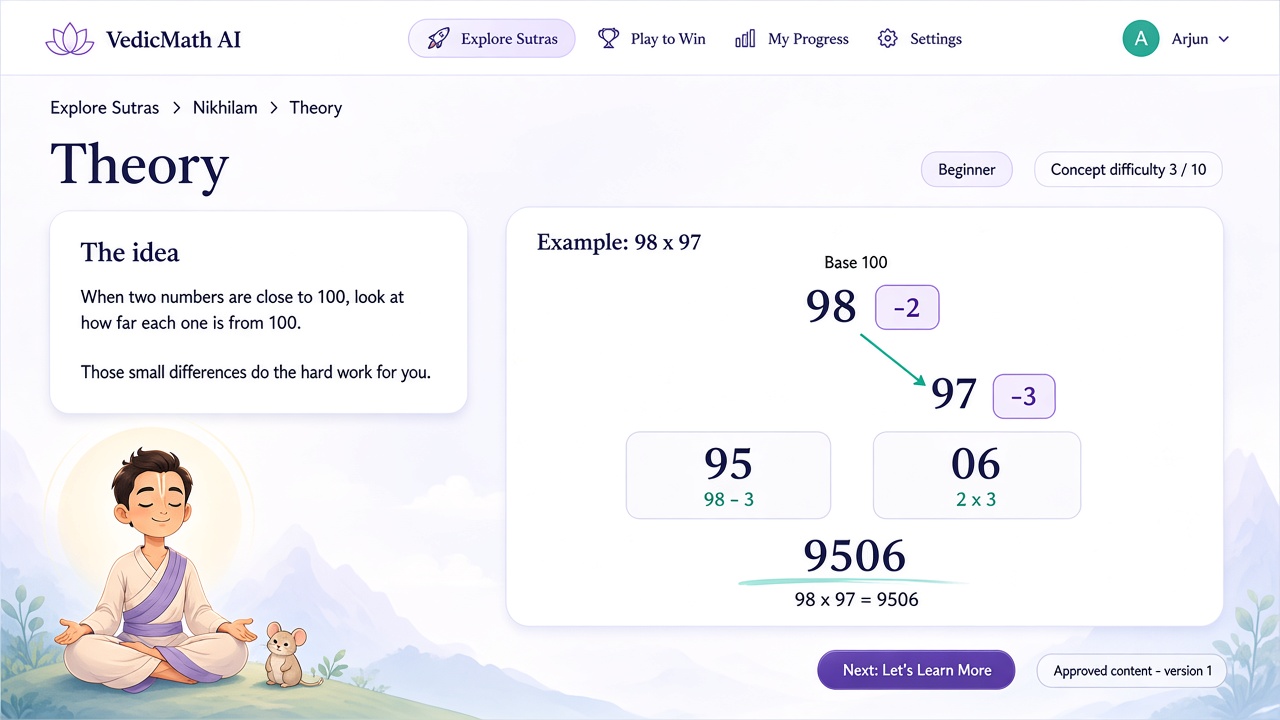 VedicMath AI
Explore Sutras
Play to Win
My Progress
Settings
A
Arjun
Explore Sutras > Nikhilam > Theory
Theory
Beginner
Concept difficulty 3 / 10
The idea
When two numbers are close to 100, look at
how far each one is from 100.
Those small differences do the hard work for you.
Example: 98 x 97
Base 100
98 -2
97 -3
95
98 – 3
06
2 x 3
9506
98 x 97 = 9506
Next: Let's Learn More
Approved content – version 1